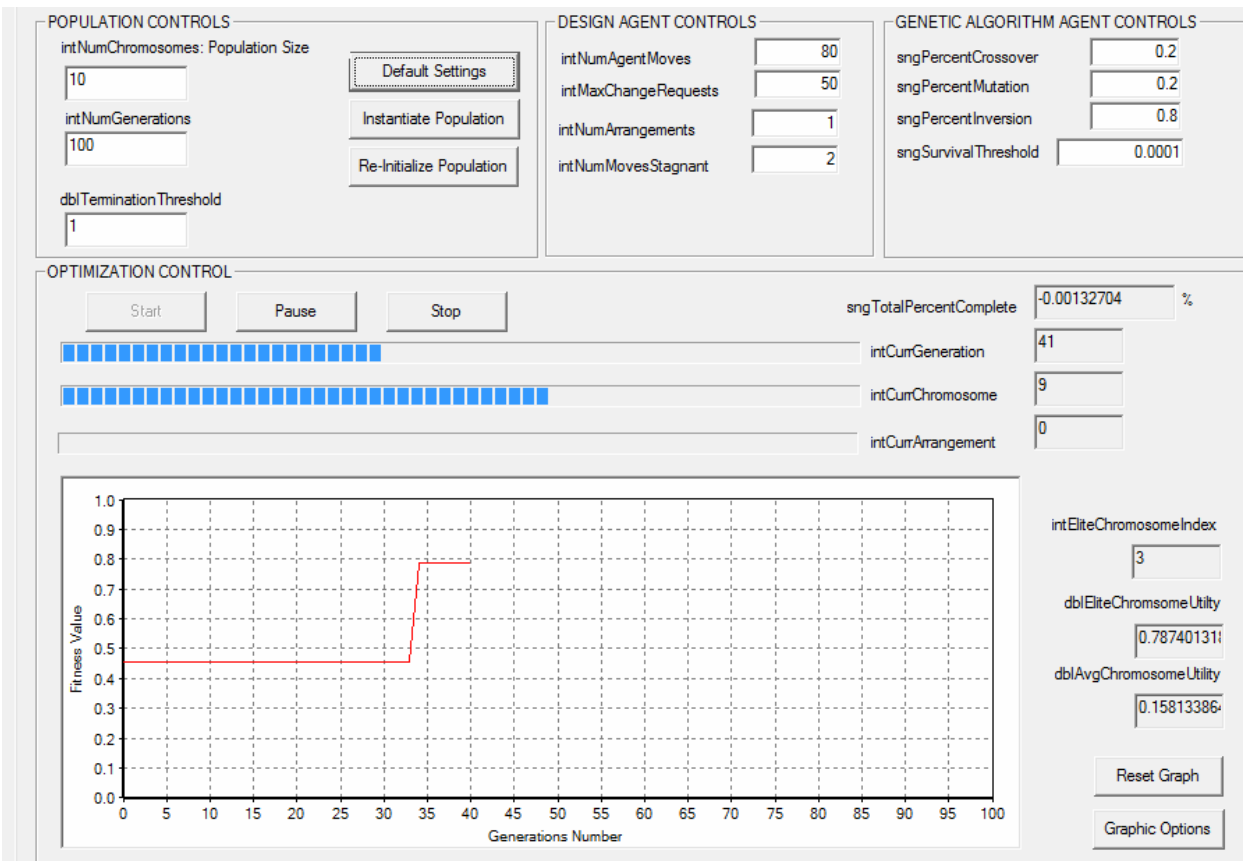 POPULATION CONTROLS
intNumChromosomes: Population Size
10
intNumGenerations
100
dblTerminationThreshold
1
Default Settings
Instantiate Population
Re-Initialize Population
DESIGN AGENT CONTROLS
intNumAgentMoves 80
intMaxChangeRequests 50
intNumArrangements 1
intNumMovesStagnant 2
GENETIC ALGORITHM AGENT CONTROLS
sngPercentCrossover 0.2
sngPercentMutation 0.2
sngPercentInversion 0.8
sngSurvivalThreshold 0.0001
OPTIMIZATION CONTROL
Start Pause Stop
sngTotalPercentComplete -0.00132704 %
intCurrGeneration 41
intCurrChromosome 9
intCurrArrangement 0
1.0
0.9
0.8
0.7
0.6
0.5
0.4
0.3
0.2
0.1
0.0
Fitness Value
0 5 10 15 20 25 30 35 40 45 50 55 60 65 70 75 80 85 90 95 100
Generations Number
intEliteChromosomeIndex
3
dblEliteChromsomeUtilty
0.78740131
dblAvgChromosomeUtility
0.158133864
Reset Graph
Graphic Options